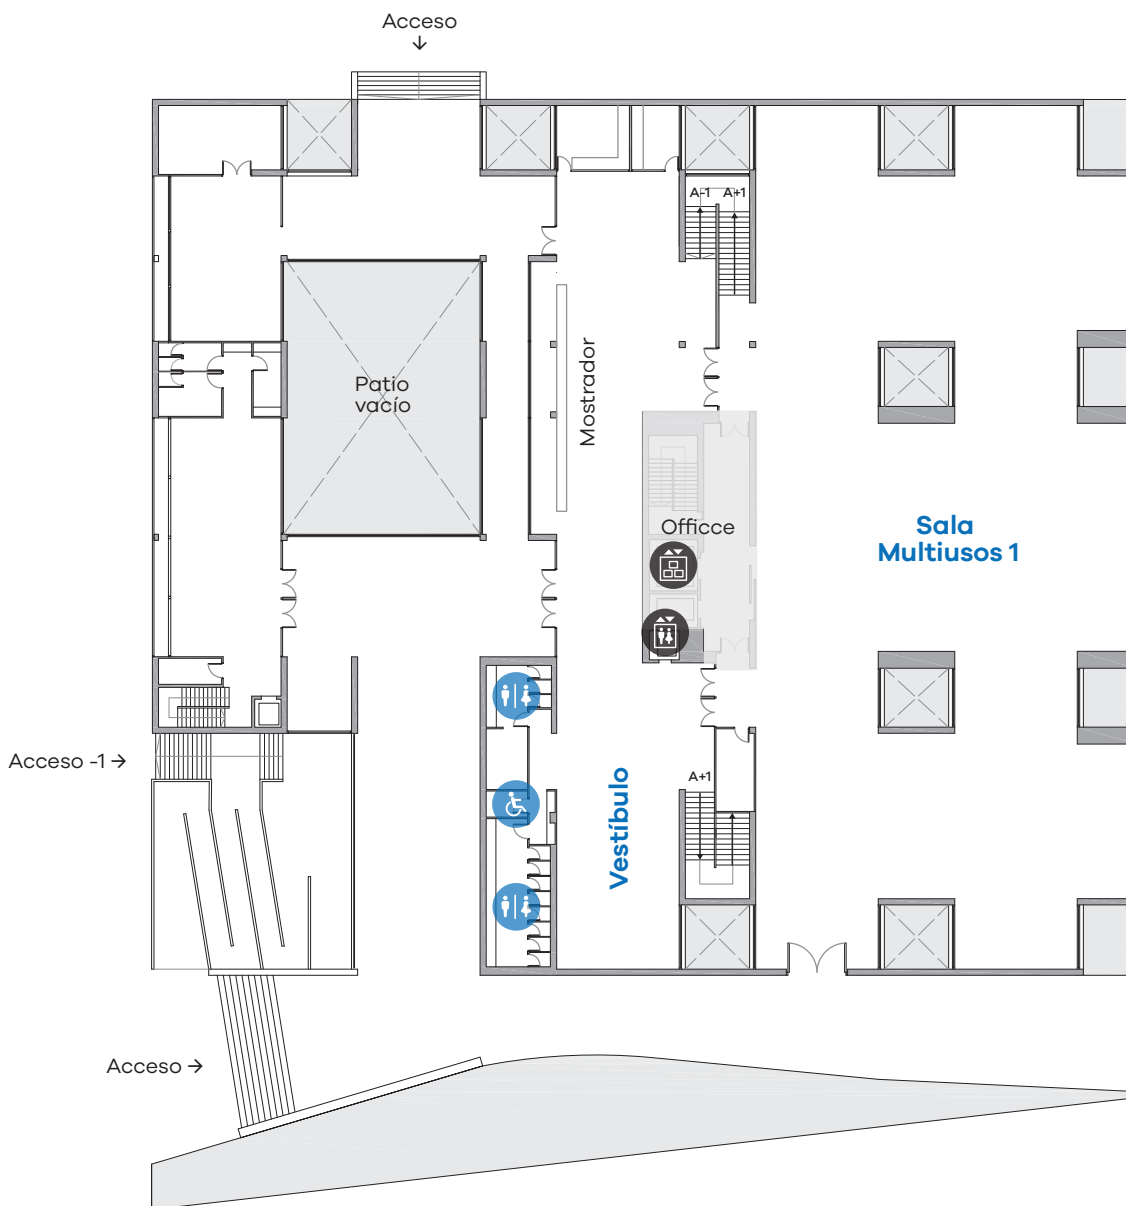 Acceso
↓
A-1 A+1
Mostrador
Patio
vacío
Officce
Sala
Multiusos 1
Acceso -1 →
A+1
Vestíbulo
Acceso →